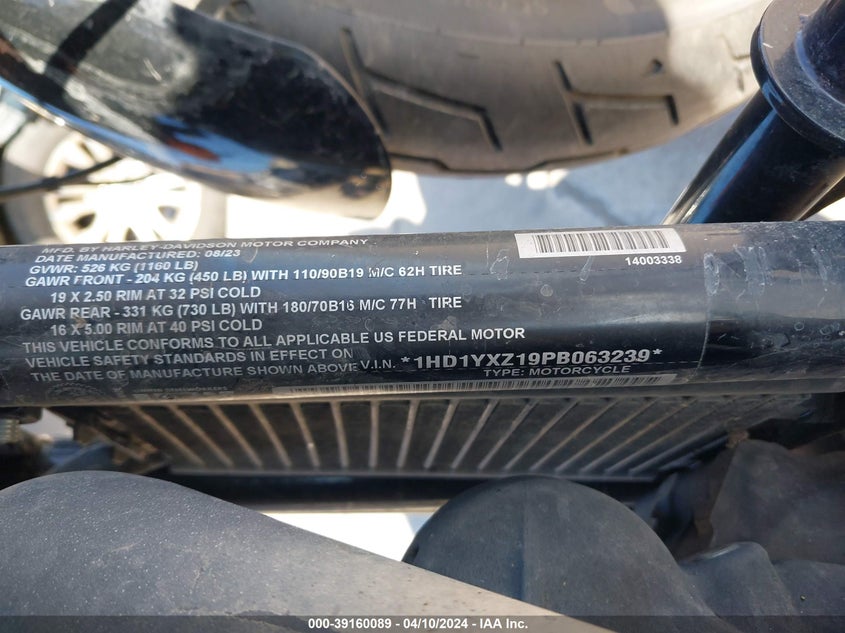 MFD. BY HARLEY-DAVIDSON MOTOR COMPANY
DATE MANUFACTURED: 08/23
GVWR: 526 KG (1160 LB)
GAWR FRONT - 204 KG (450 LB) WITH 110/90B19 M/C 62H TIRE
19 X 2.50 RIM AT 32 PSI COLD
GAWR REAR - 331 KG (730 LB) WITH 180/70B16 M/C 77H TIRE
16 X 5.00 RIM AT 40 PSI COLD
THIS VEHICLE CONFORMS TO ALL APPLICABLE US FEDERAL MOTOR
VEHICLE SAFETY STANDARDS IN EFFECT ON
THE DATE OF MANUFACTURE SHOWN ABOVE V.I.N. *1HD1YXZ19PB063239*
TYPE: MOTORCYCLE
14003338
000-39160089 - 04/10/2024 - IAA Inc.